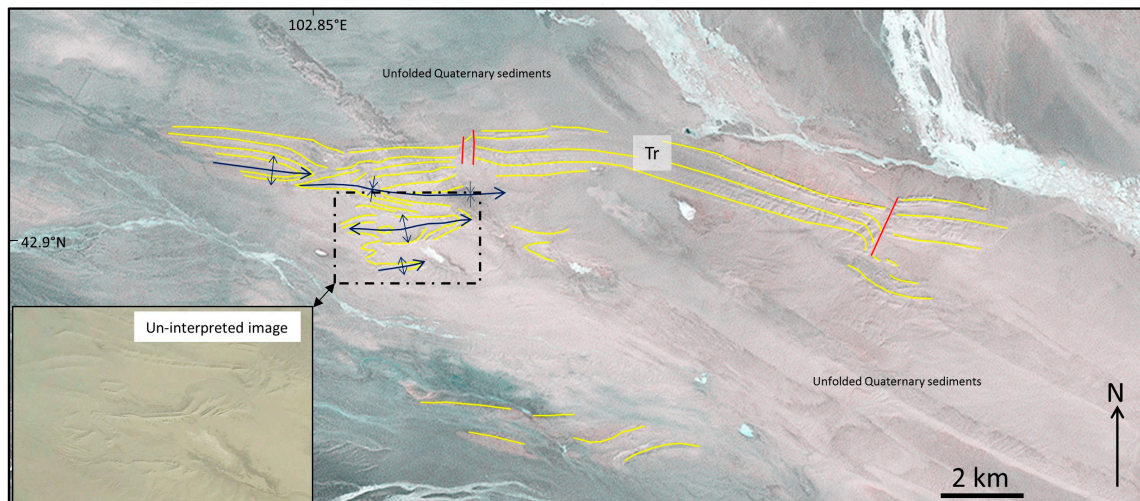 102.85°E
Unfolded Quaternary sediments
Tr
42.9°N
Un-interpreted image
Unfolded Quaternary sediments
N
2 km